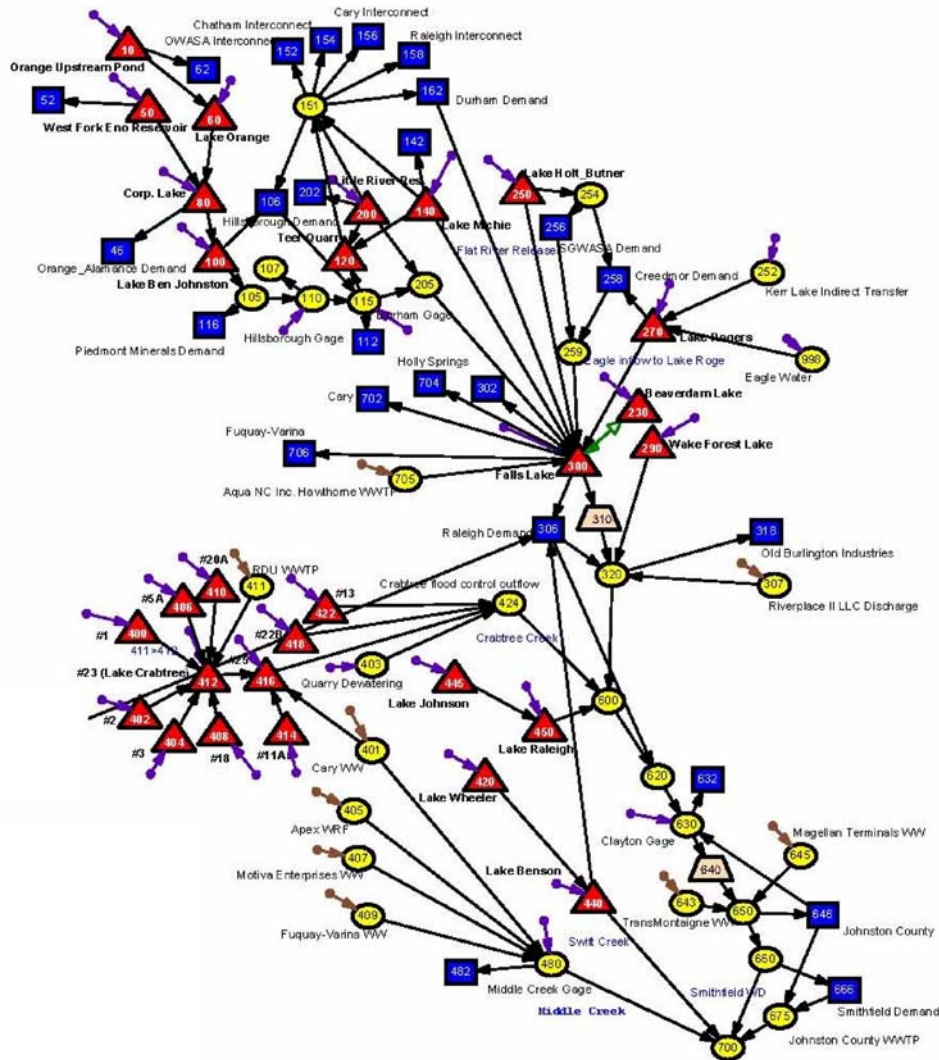 Cary Interconnect
Chatham Interconnect
OWASA Interconnect
Raleigh Interconnect
152
154
156
158
10
62
Orange Upstream Pond
151
162
Durham Demand
52
50
60
West Fork Eno Reservoir
Lake Orange
142
Corp. Lake
80
106
202
Little River Res
200
140
Lake Michie
250
Lake Holt_Butner
254
256
Hillsborough Demand
Teer Quarry
Flat River Release
SGWASA Demand
46
Orange_Alamance Demand
100
107
120
205
258
Creedmor Demand
252
Kerr Lake Indirect Transfer
Lake Ben Johnston
105
110
115
Durham Gage
270
Lake Rogers
116
Hillsborough Gage
112
Piedmont Minerals Demand
259
Eagle inflow to Lake Roge
998
Eagle Water
Holly Springs
704
302
Cary
702
230
Beaverdam Lake
290
Wake Forest Lake
Fuquay-Varina
706
300
Falls Lake
705
Aqua NC Inc. Hawthorne WWTP
310
Raleigh Demand
306
318
Old Burlington Industries
320
307
Riverplace II LLC Discharge
#20A
410
411
RDU WWTP
Crabtree flood control outflow
#5A
406
422
#13
424
#1
400
#22B
418
Crabtree Creek
411>412
#25
403
Quarry Dewatering
#23 (Lake Crabtree)
412
416
445
Lake Johnson
600
#2
402
404
408
414
450
Lake Raleigh
#3
#18
#11A
401
Cary WW
420
Lake Wheeler
620
632
405
Apex WRF
630
Clayton Gage
Magellan Terminals WW
645
407
Motiva Enterprises WW
Lake Benson
640
440
643
TransMontaigne WW
650
646
Johnston County
409
Fuquay-Varina WW
Swift Creek
480
482
Middle Creek Gage
Middle Creek
660
Smithfield WD
666
Smithfield Demand
675
Johnston County WWTP
700